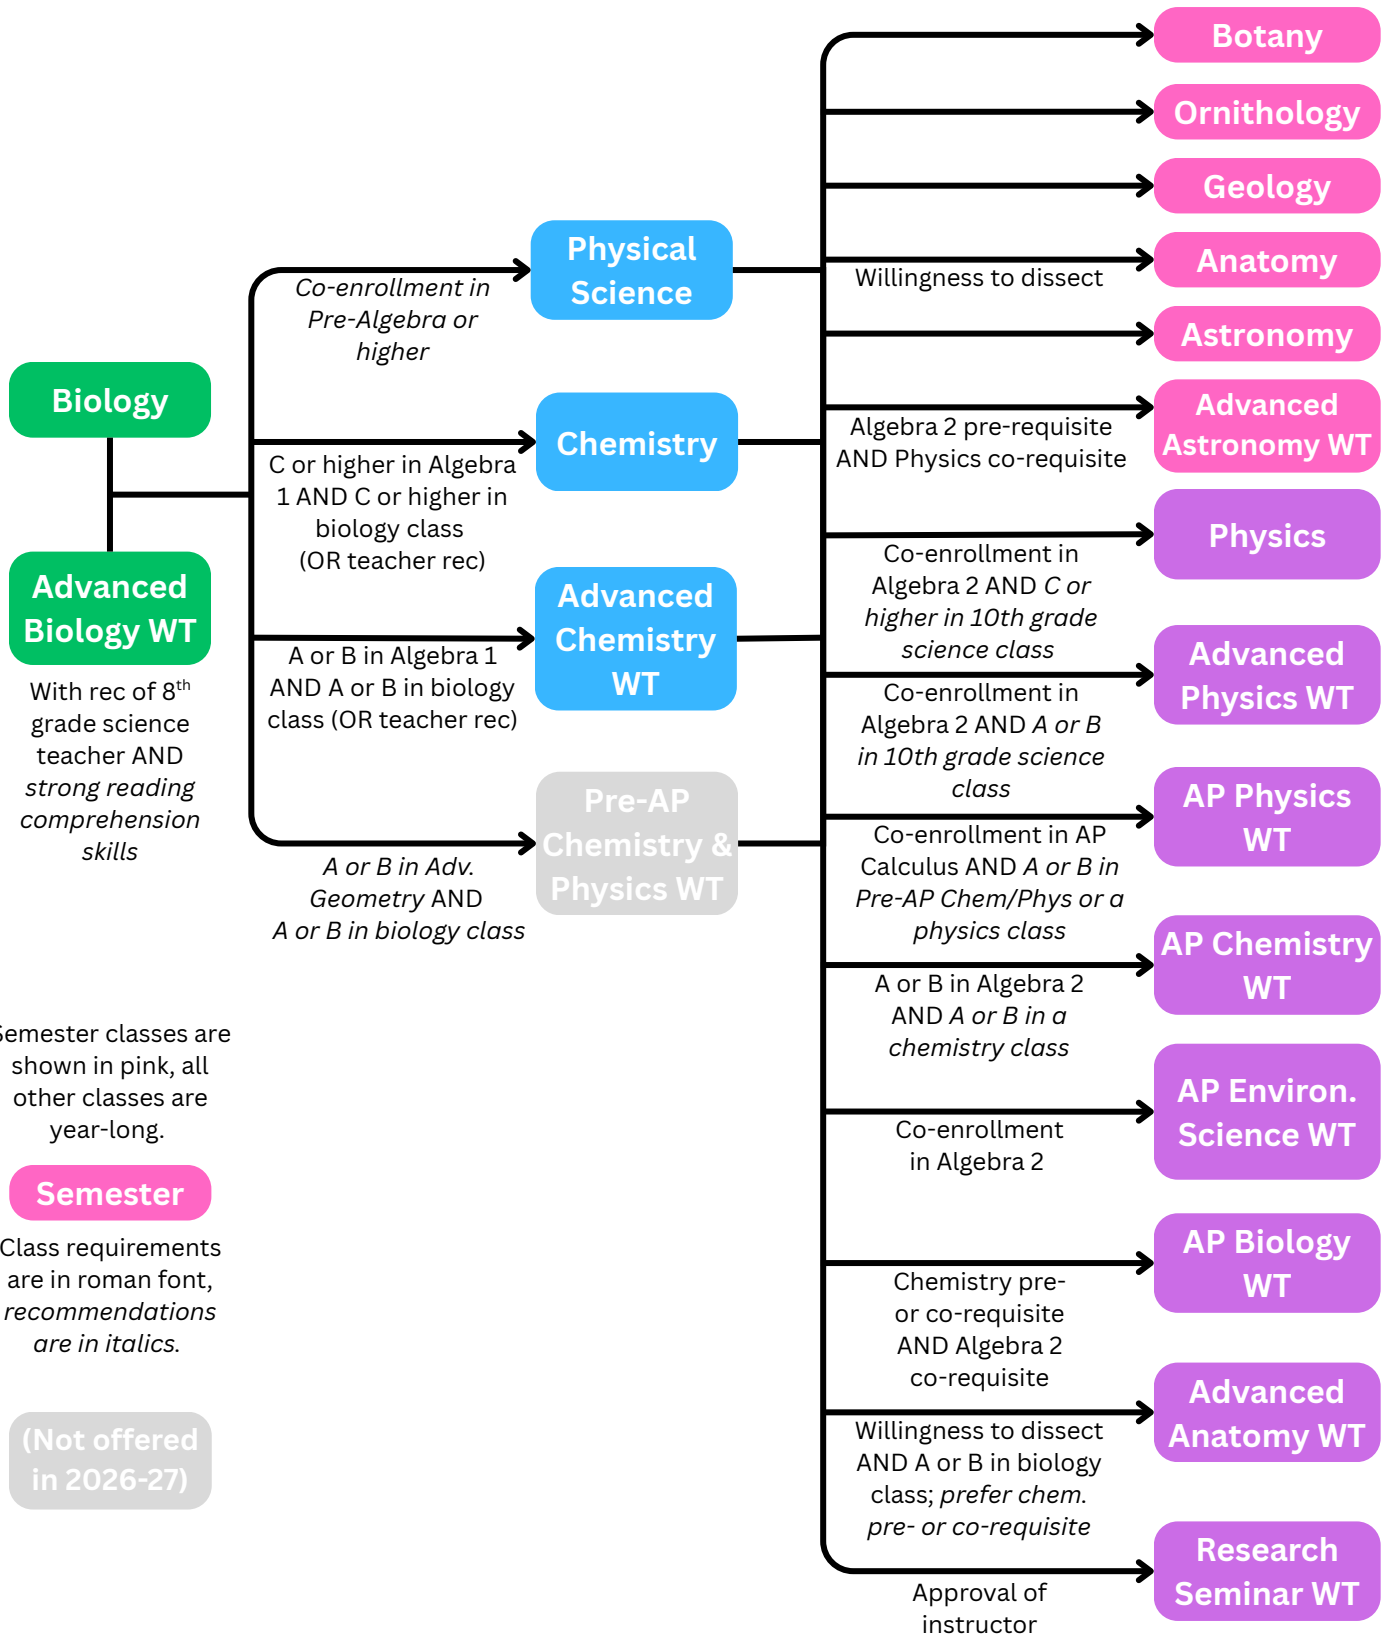 Biology
Advanced
Biology WT
With rec of 8th
grade science
teacher AND
strong reading
comprehension
skills
Semester classes are
shown in pink, all
other classes are
year-long.
Semester
Class requirements
are in roman font,
recommendations
are in italics.
(Not offered
in 2026-27)
Co-enrollment in
Pre-Algebra or
higher
C or higher in Algebra
1 AND C or higher in
biology class
(OR teacher rec)
A or B in Algebra 1
AND A or B in biology
class (OR teacher rec)
A or B in Adv.
Geometry AND
A or B in biology class
Physical
Science
Chemistry
Advanced
Chemistry
WT
Pre-AP
Chemistry &
Physics WT
Botany
Ornithology
Geology
Willingness to dissect
Anatomy
Astronomy
Algebra 2 pre-requisite
AND Physics co-requisite
Advanced
Astronomy WT
Co-enrollment in
Algebra 2 AND C or
higher in 10th grade
science class
Physics
Co-enrollment in
Algebra 2 AND A or B
in 10th grade science
class
Advanced
Physics WT
Co-enrollment in AP
Calculus AND A or B in
Pre-AP Chem/Phys or a
physics class
AP Physics
WT
A or B in Algebra 2
AND A or B in a
chemistry class
AP Chemistry
WT
Co-enrollment
in Algebra 2
AP Environ.
Science WT
Chemistry pre-
or co-requisite
AND Algebra 2
co-requisite
AP Biology
WT
Willingness to dissect
AND A or B in biology
class; prefer chem.
pre- or co-requisite
Advanced
Anatomy WT
Approval of
instructor
Research
Seminar WT